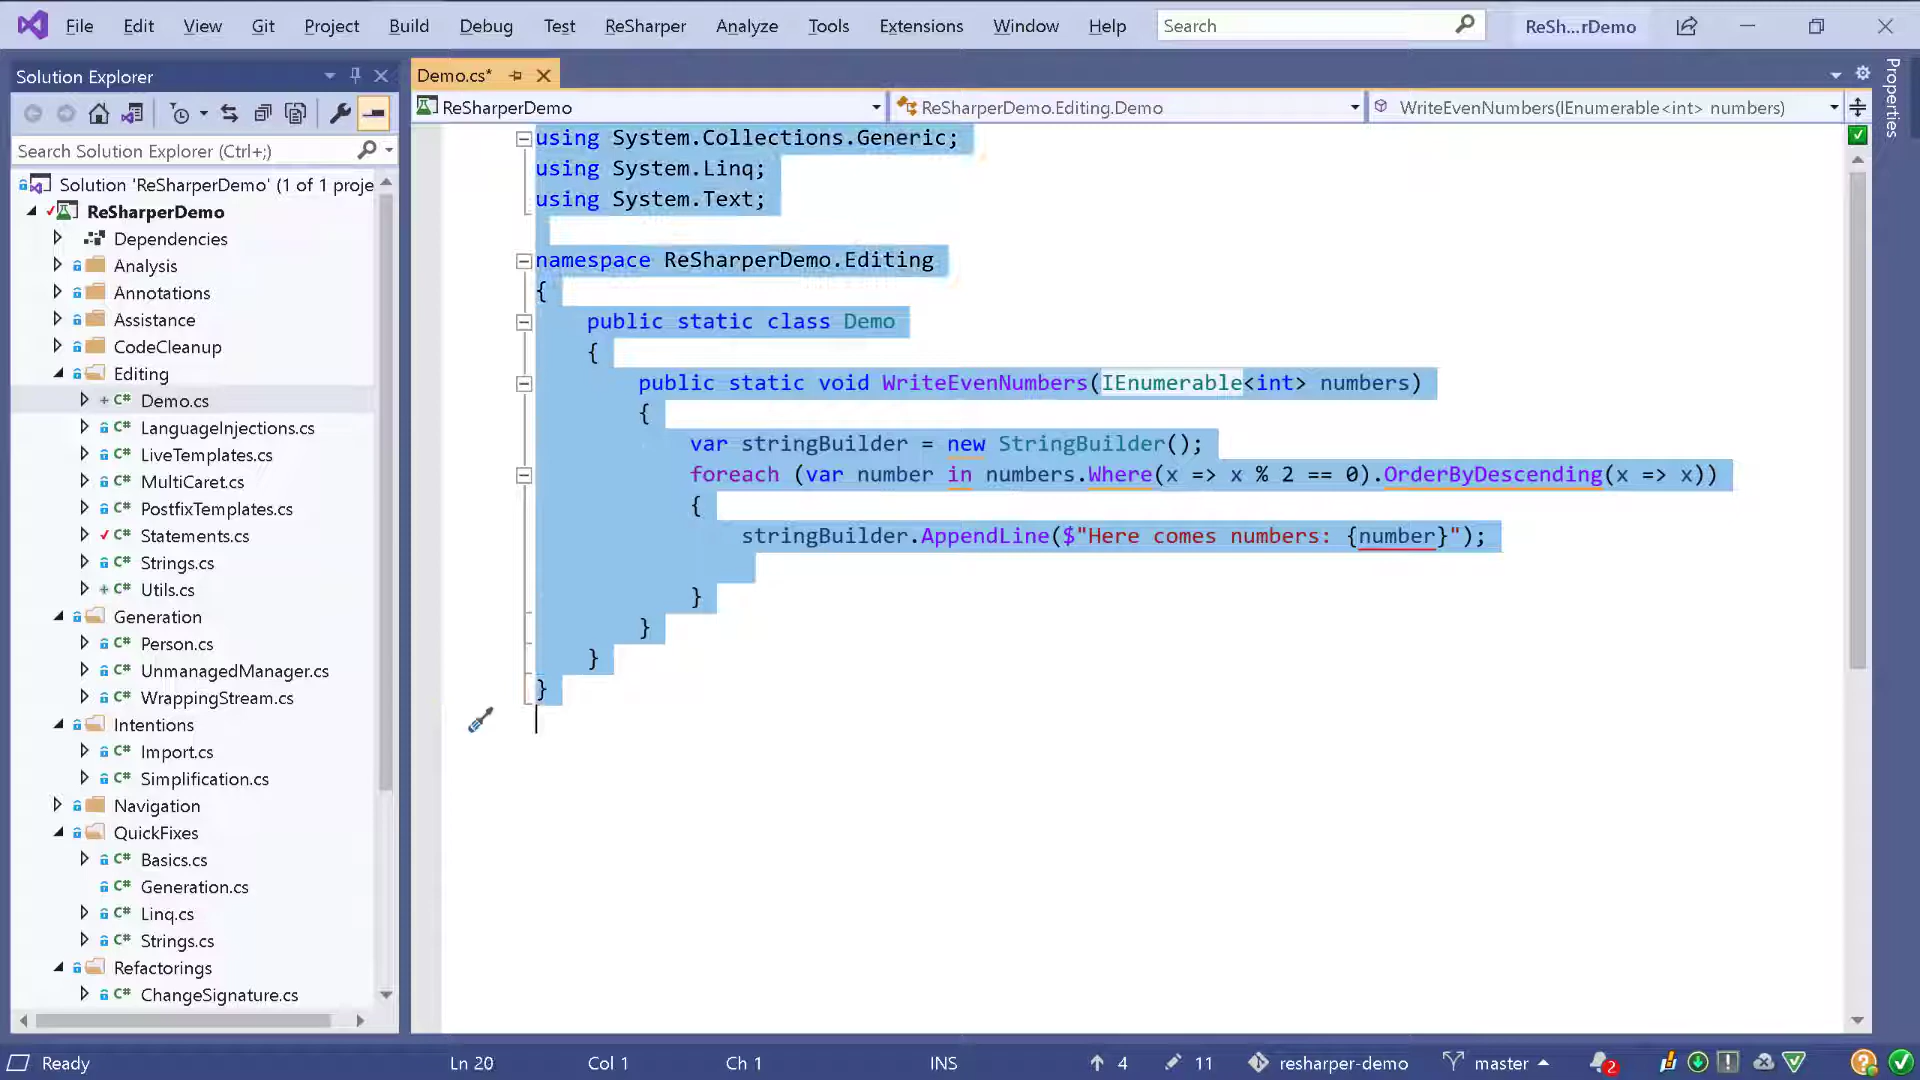 File Edit View Git Project Build Debug Test ReSharper Analyze Tools Extensions Window Help Search ReSh...rDemo
Solution Explorer
Search Solution Explorer (Ctrl+;)
Solution 'ReSharperDemo' (1 of 1 proje
ReSharperDemo
Dependencies
Analysis
Annotations
Assistance
CodeCleanup
Editing
C# Demo.cs
C# LanguageInjections.cs
C# LiveTemplates.cs
C# MultiCaret.cs
C# PostfixTemplates.cs
C# Statements.cs
C# Strings.cs
C# Utils.cs
Generation
C# Person.cs
C# UnmanagedManager.cs
C# WrappingStream.cs
Intentions
C# Import.cs
C# Simplification.cs
Navigation
QuickFixes
C# Basics.cs
C# Generation.cs
C# Linq.cs
C# Strings.cs
Refactorings
C# ChangeSignature.cs
Demo.cs*
ReSharperDemo ReSharperDemo.Editing.Demo WriteEvenNumbers(IEnumerable<int> numbers)
using System.Collections.Generic;
using System.Linq;
using System.Text;
namespace ReSharperDemo.Editing
{
public static class Demo
{
public static void WriteEvenNumbers(IEnumerable<int> numbers)
{
var stringBuilder = new StringBuilder();
foreach (var number in numbers.Where(x => x % 2 == 0).OrderByDescending(x => x))
{
stringBuilder.AppendLine($"Here comes numbers: {number}");
}
}
}
}
Properties
Ready Ln 20 Col 1 Ch 1 INS 4 11 resharper-demo master 2